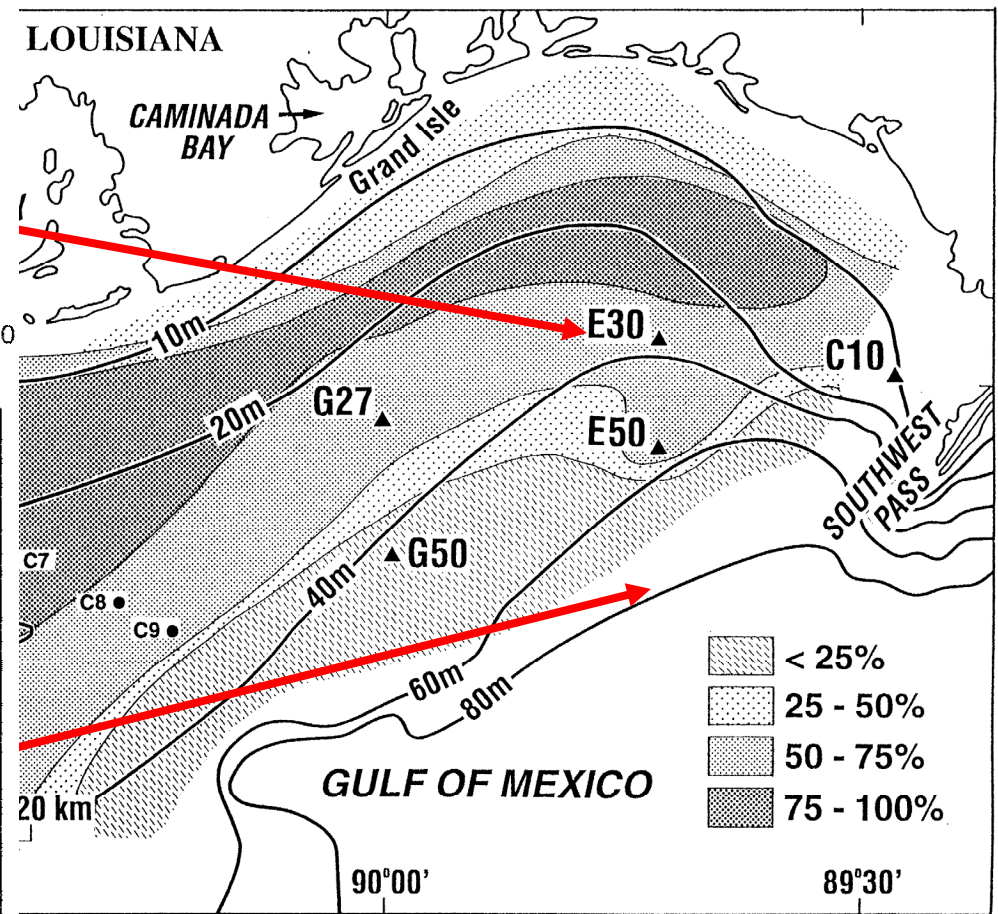 LOUISIANA
CAMINADA
BAY
Grand Isle
10m
E30
C10
G27
20m
E50
SOUTHWEST
PASS
C7
G50
40m
C8
C9
< 25%
60m
25 - 50%
80m
50 - 75%
GULF OF MEXICO
20 km
75 - 100%
90°00'
89°30'